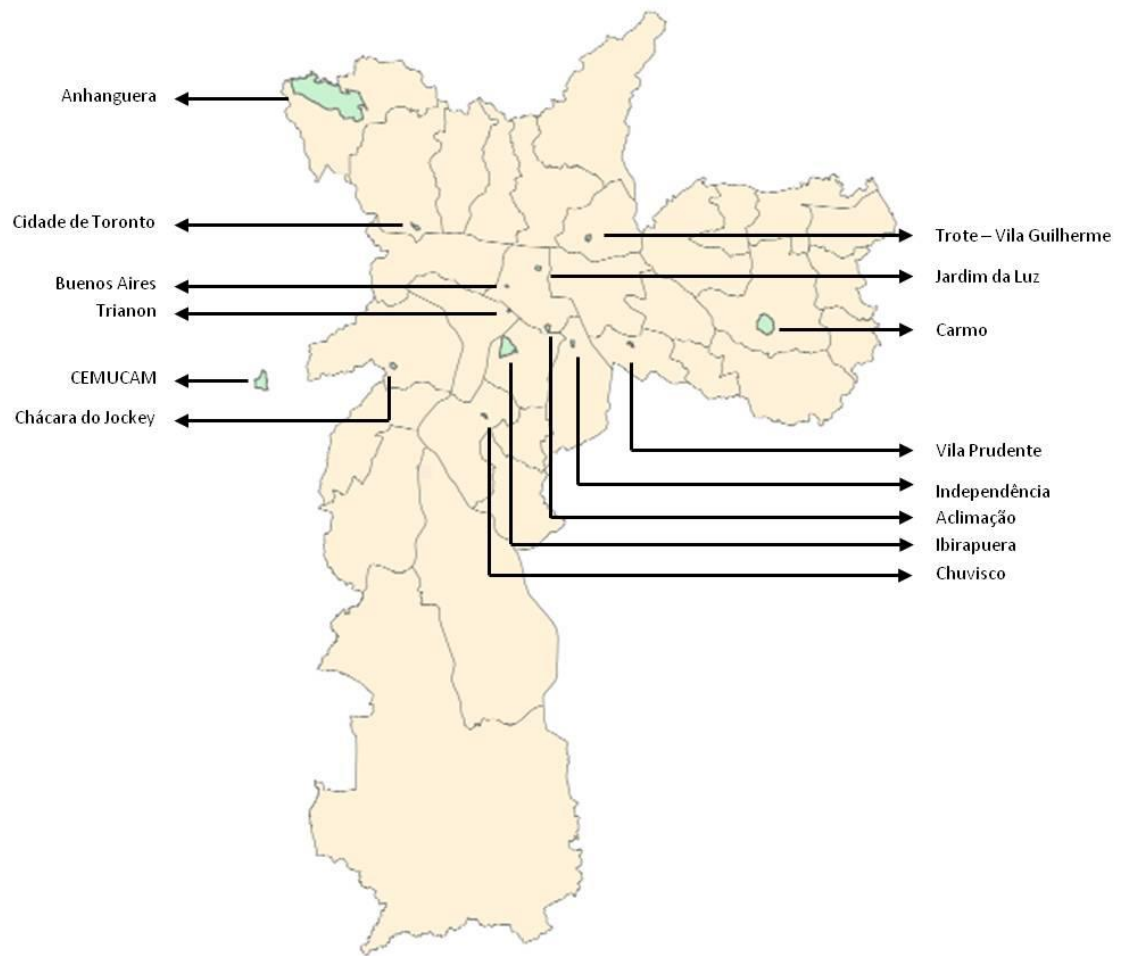 Anhanguera
Cidade de Toronto
Buenos Aires
Trianon
CEMUCAM
Chácara do Jockey
Trote – Vila Guilherme
Jardim da Luz
Carmo
Vila Prudente
Independência
Aclimação
Ibirapuera
Chuvisco